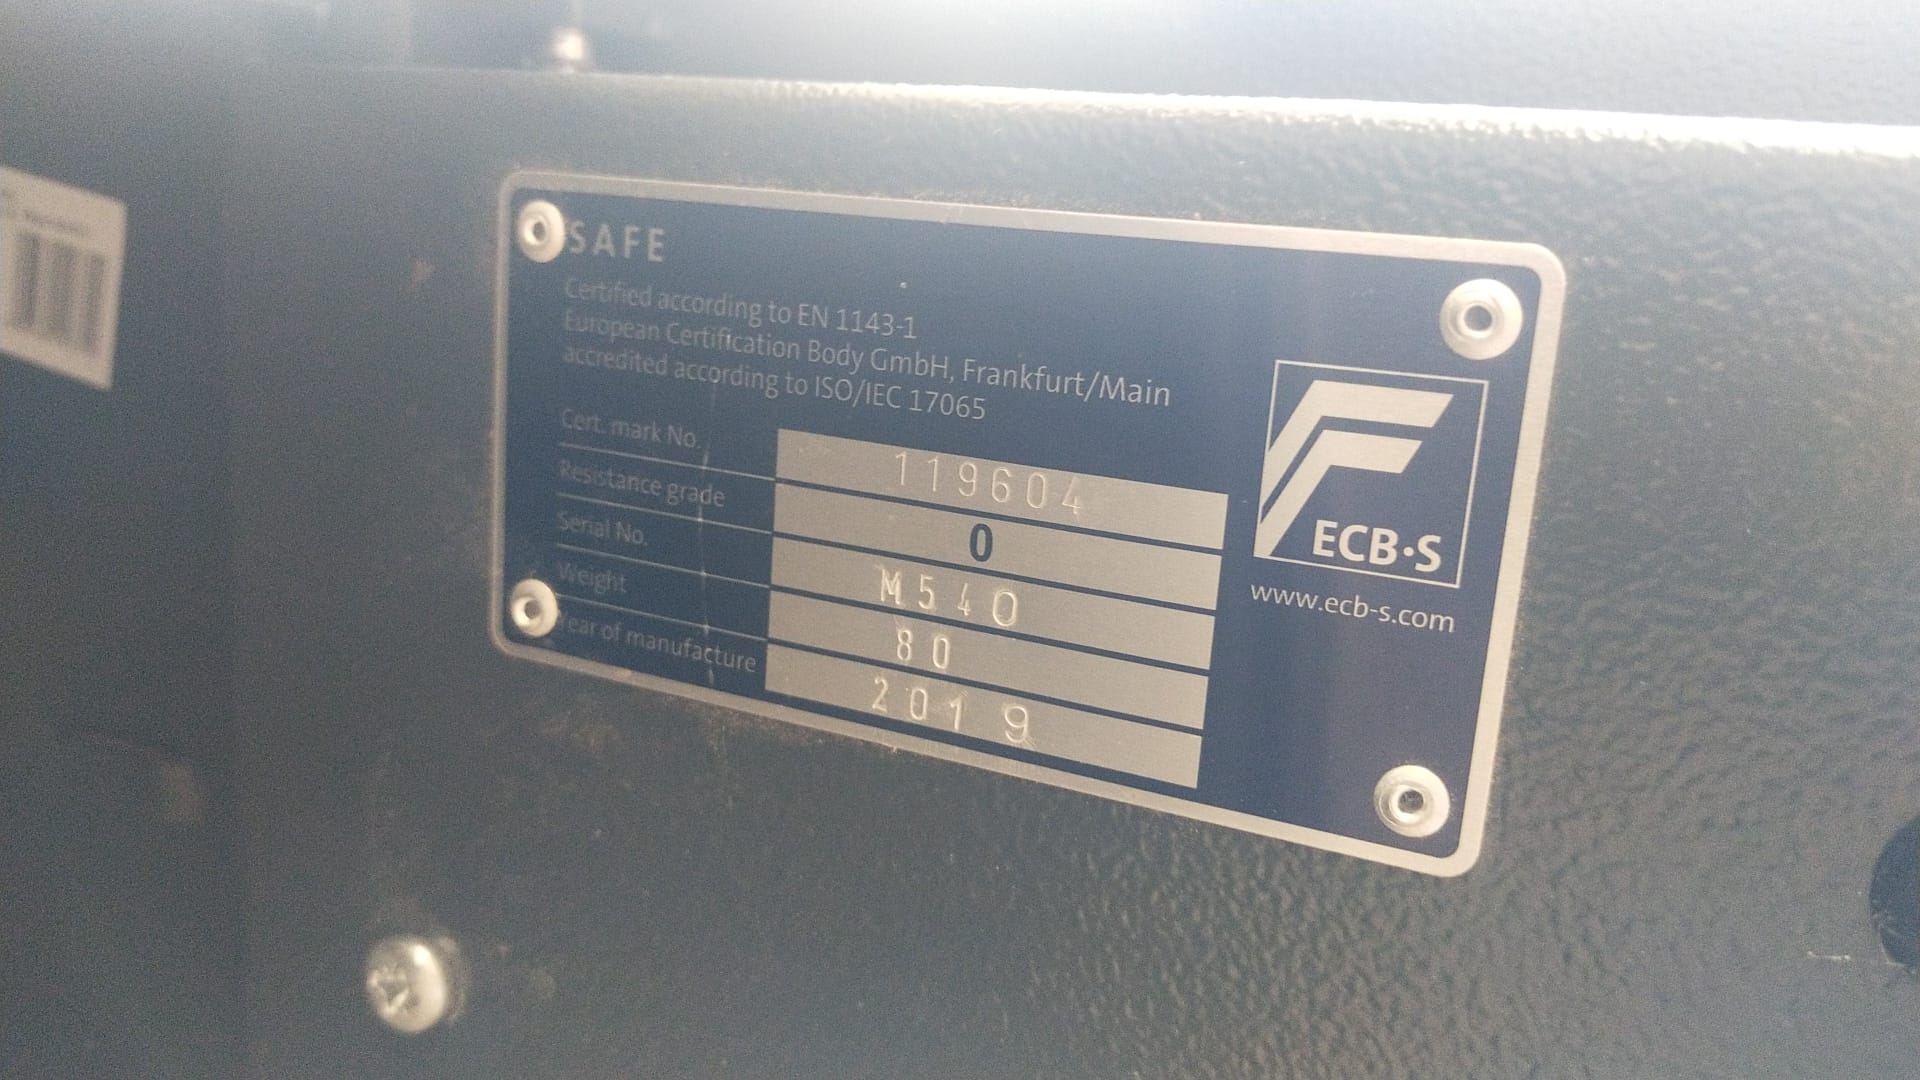 SAFE
Certified according to EN 1143-1
European Certification Body GmbH, Frankfurt/Main
accredited according to ISO/IEC 17065
Cert. mark No. 119604
Resistance grade 0
Serial No. M540
Weight 80
Year of manufacture 2019
ECB·S
www.ecb-s.com